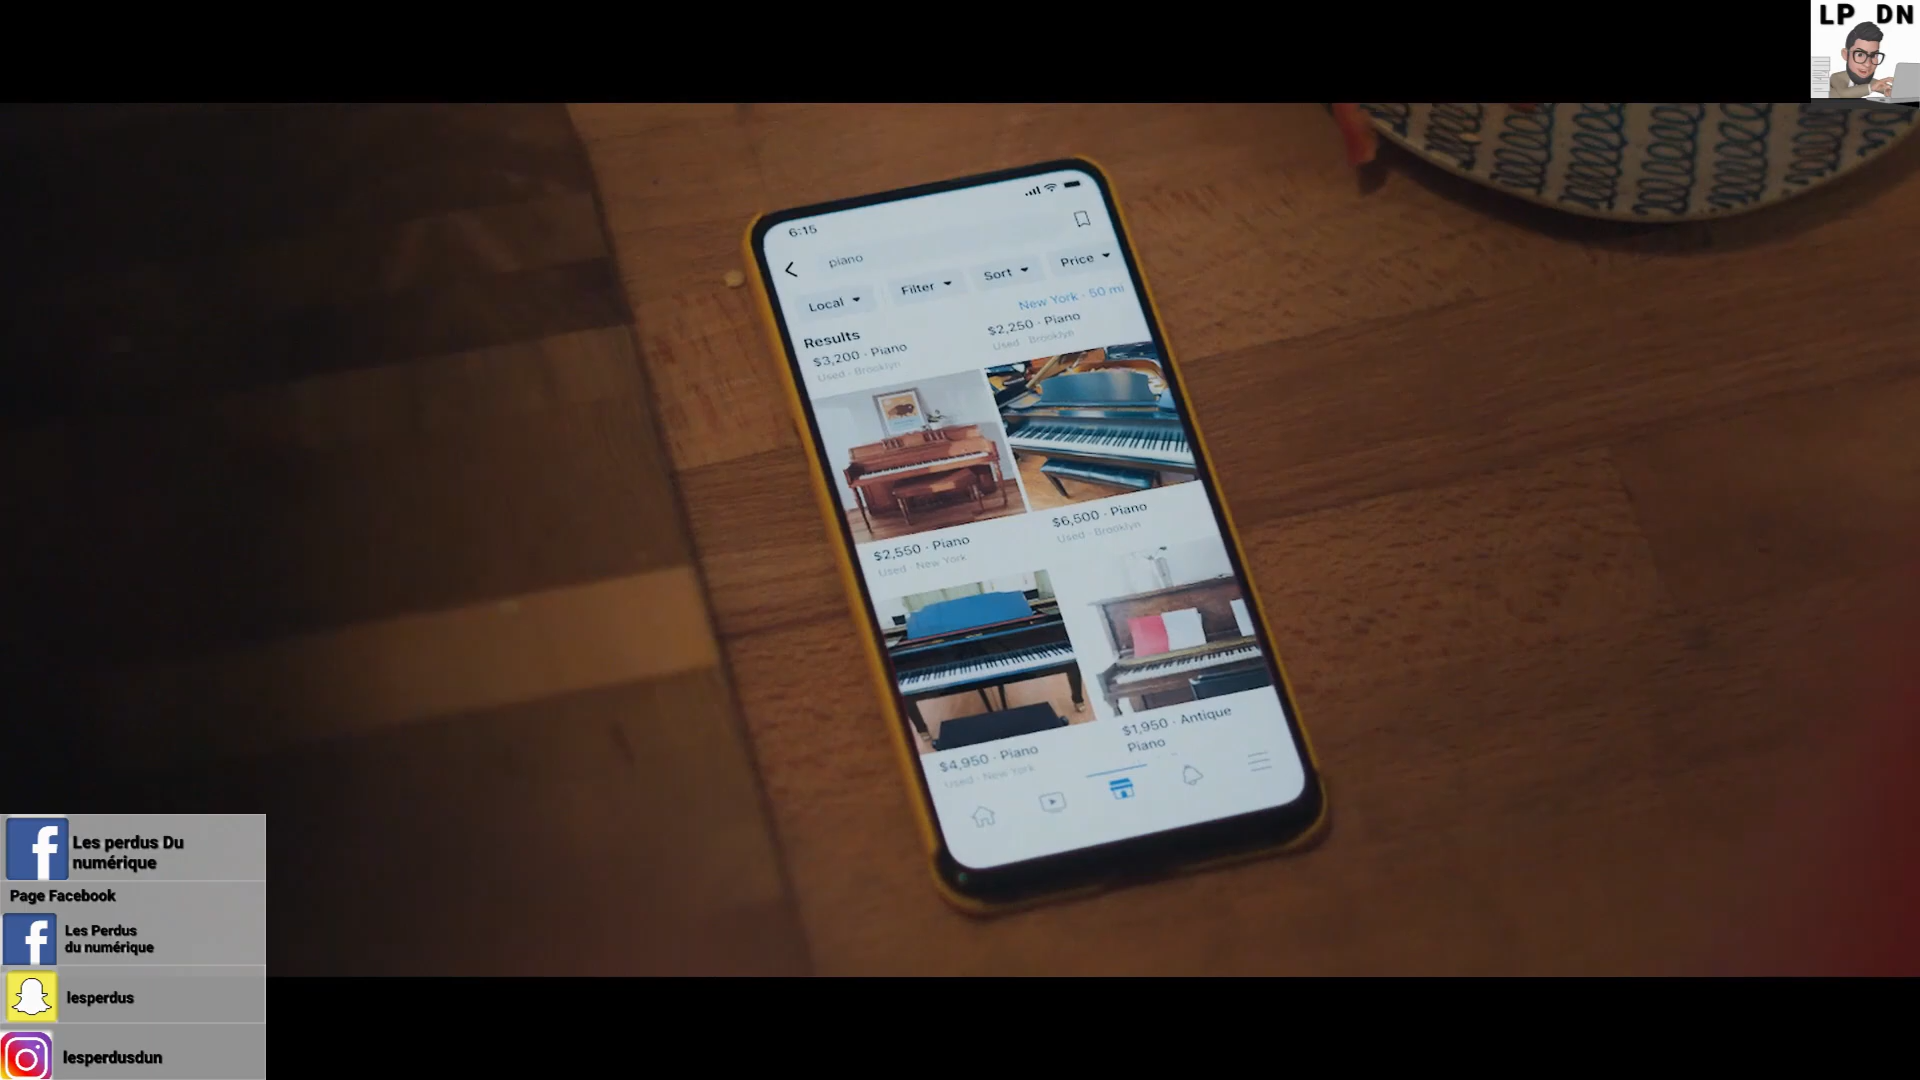 LP DN
6:15
piano
Local
Filter
Sort
Price
New York · 50 mi
Results
$3,200 · Piano
Used · Brooklyn
$2,250 · Piano
Used · Brooklyn
$2,550 · Piano
Used · New York
$6,500 · Piano
Used · Brooklyn
$4,950 · Piano
Used · New York
$1,950 · Antique
Piano
Les perdus Du
numérique
Page Facebook
Les Perdus
du numérique
lesperdus
lesperdusdun